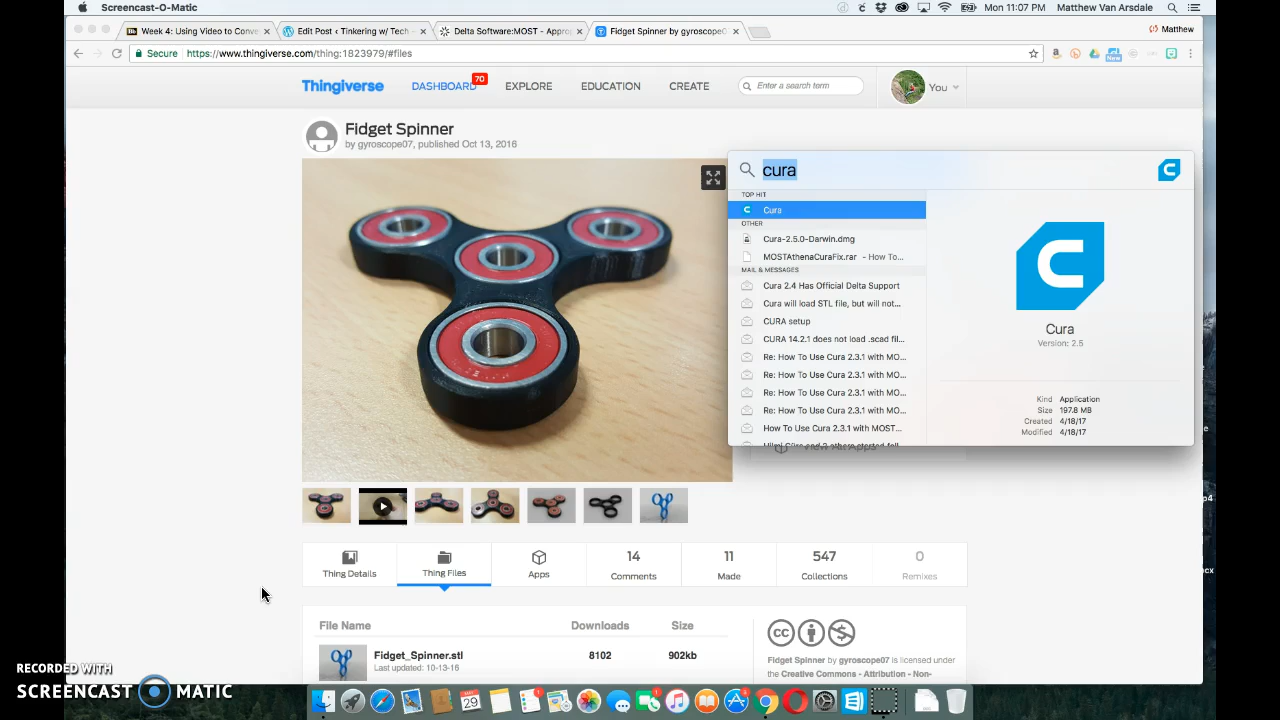 Screencast-O-Matic
Mon 11:07 PM Matthew Van Arsdale
Week 4: Using Video to Conve
Edit Post ‹ Tinkering w/ Tech -
Delta Software:MOST - Approp
Fidget Spinner by gyroscope0
Matthew
Secure https://www.thingiverse.com/thing:1823979/#files
Thingiverse DASHBOARD 70 EXPLORE EDUCATION CREATE Enter a search term You
Fidget Spinner
by gyroscope07, published Oct 13, 2016
cura
TOP HIT
Cura
OTHER
Cura-2.5.0-Darwin.dmg
MOSTAthenaCuraFix.rar - How To...
MAIL & MESSAGES
Cura 2.4 Has Official Delta Support
Cura will load STL file, but will not...
CURA setup
CURA 14.2.1 does not load .scad fil...
Re: How To Use Cura 2.3.1 with MO...
Re: How To Use Cura 2.3.1 with MO...
Re: How To Use Cura 2.3.1 with MO...
Re: How To Use Cura 2.3.1 with MO...
How To Use Cura 2.3.1 with MOST...
Cura
Version: 2.5
Kind Application
Size 197.8 MB
Created 4/18/17
Modified 4/18/17
Thing Details
Thing Files
Apps
14
Comments
11
Made
547
Collections
0
Remixes
File Name Downloads Size
Fidget_Spinner.stl 8102 902kb
Last updated: 10-13-16
Fidget Spinner by gyroscope07 is licensed under
the Creative Commons - Attribution - Non-
RECORDED WITH
SCREENCAST MATIC